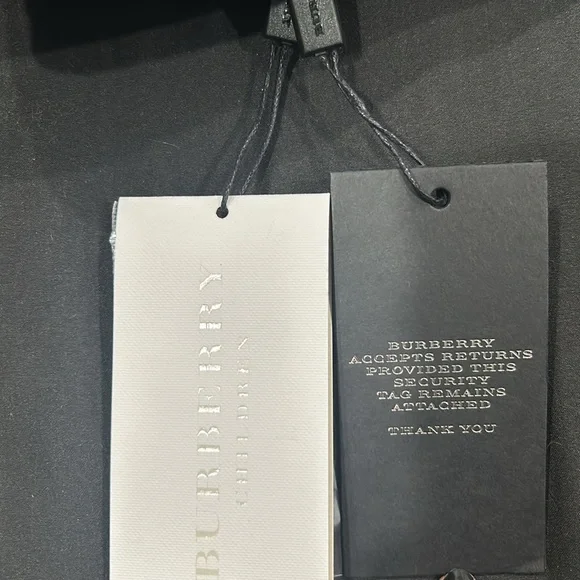 BURBERRY
CHILDREN
BURBERRY
ACCEPTS RETURNS
PROVIDED THIS
SECURITY
TAG REMAINS
ATTACHED
THANK YOU